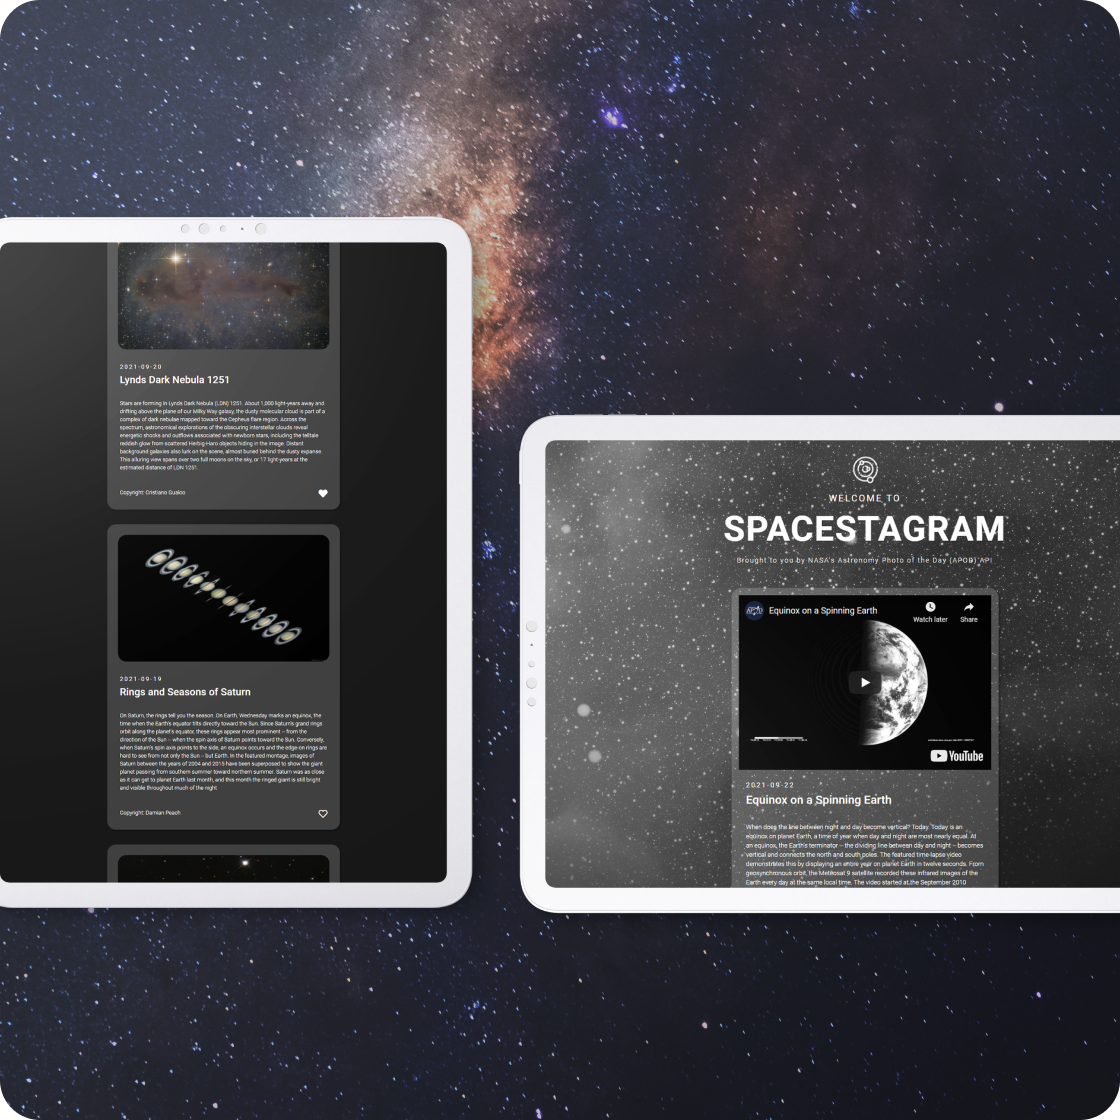 2021-09-20
Lynds Dark Nebula 1251
Stars are forming in Lynds Dark Nebula (LDN) 1251. About 1,000 light-years away and
drifting above the plane of our Milky Way galaxy, the dusty molecular cloud is part of a
complex of dark nebulae mapped toward the Cepheus flare region. Across the
spectrum, astronomical explorations of the obscuring interstellar clouds reveal
energetic shocks and outflows associated with newborn stars, including the telltale
reddish glow from scattered Herbig-Haro objects hiding in the image. Distant
background galaxies also lurk on the scene, almost buried behind the dusty expanse.
This alluring view spans over two full moons on the sky, or 17 light-years at the
estimated distance of LDN 1251.
Copyright: Cristiano Gualco
2021-09-19
Rings and Seasons of Saturn
On Saturn, the rings tell you the season. On Earth, Wednesday marks an equinox, the
time when the Earth's equator tilts directly toward the Sun. Since Saturn's grand rings
orbit along the planet's equator, these rings appear most prominent -- from the
direction of the Sun -- when the spin axis of Saturn points toward the Sun. Conversely,
when Saturn's spin axis points to the side, an equinox occurs and the edge-on rings are
hard to see from not only the Sun -- but Earth. In the featured montage, images of
Saturn between the years of 2004 and 2015 have been superposed to show the giant
planet passing from southern summer toward northern summer. Saturn was as close
as it can get to planet Earth last month, and this month the ringed giant is still bright
and visible throughout much of the night
Copyright: Damian Peach
WELCOME TO
SPACESTAGRAM
Brought to you by NASA's Astronomy Photo of the Day (APOD) API
APOD
Equinox on a Spinning Earth
Watch later
Share
YouTube
2021-09-22
Equinox on a Spinning Earth
When does the line between night and day become vertical? Today. Today is an
equinox on planet Earth, a time of year when day and night are most nearly equal. At
an equinox, the Earth's terminator -- the dividing line between day and night -- becomes
vertical and connects the north and south poles. The featured time-lapse video
demonstrates this by displaying an entire year on planet Earth in twelve seconds. From
geosynchronous orbit, the Meteosat 9 satellite recorded these infrared images of the
Earth every day at the same local time. The video started at the September 2010